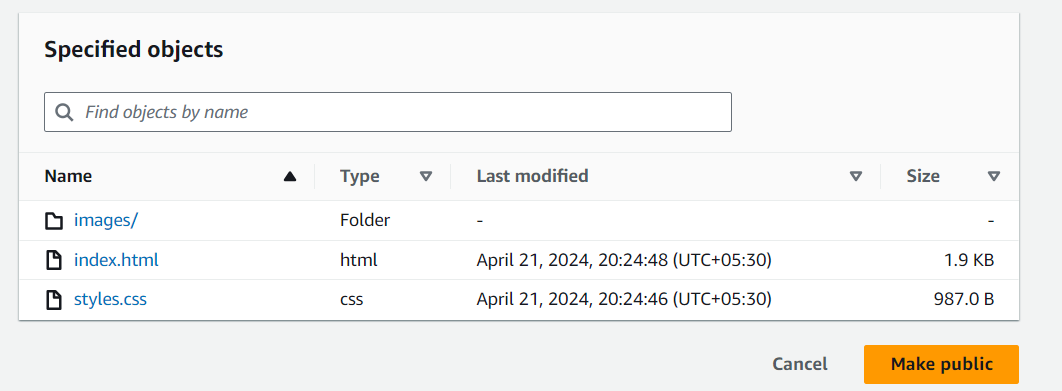 Specified objects
Find objects by name
Name Type Last modified Size
images/ Folder - -
index.html html April 21, 2024, 20:24:48 (UTC+05:30) 1.9 KB
styles.css css April 21, 2024, 20:24:46 (UTC+05:30) 987.0 B
Cancel Make public